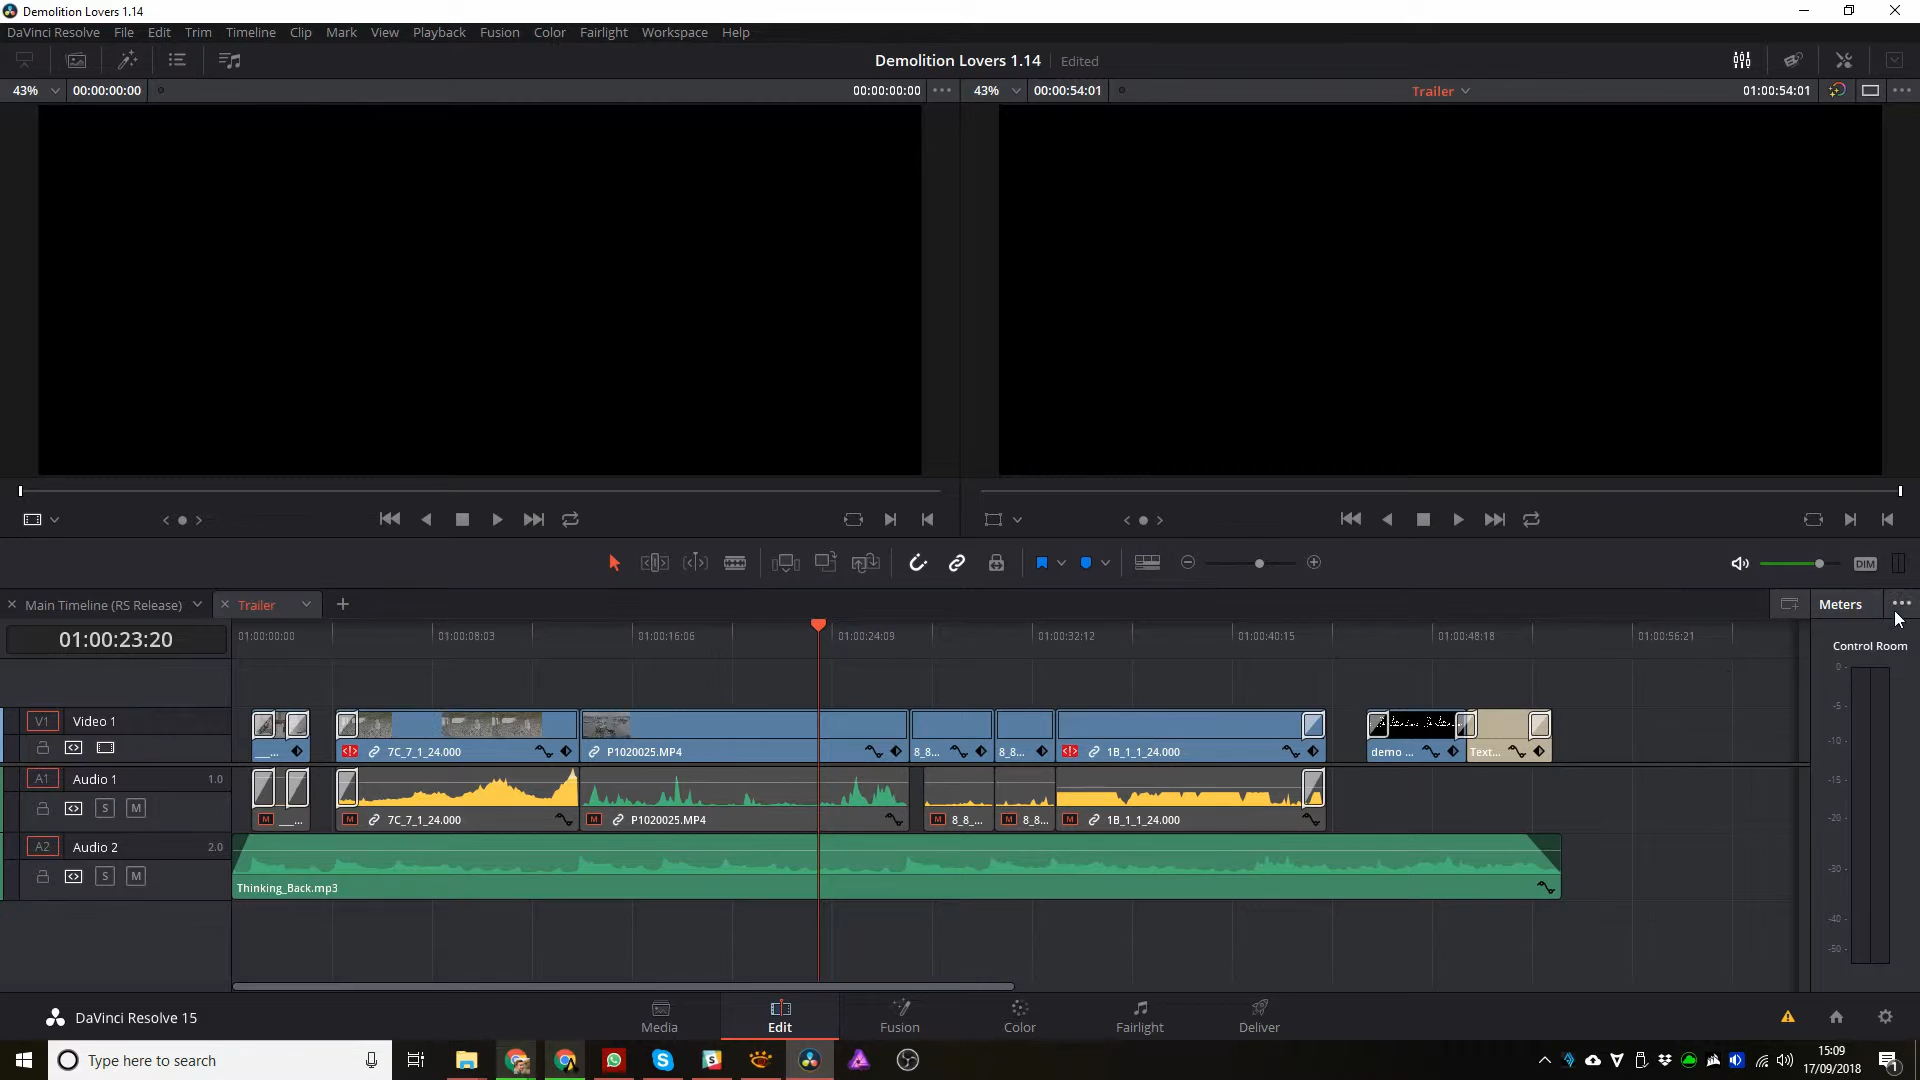 Demolition Lovers 1.14
DaVinci Resolve File Edit Trim Timeline Clip Mark View Playback Fusion Color Fairlight Workspace Help
Demolition Lovers 1.14 Edited
43% 00:00:00:00 00:00:00:00 43% 00:00:54:01 Trailer 01:00:54:01
DIM
Main Timeline (RS Release) Trailer Meters
01:00:23:20 01:00:00:00 01:00:08:03 01:00:16:06 01:00:24:09 01:00:32:12 01:00:40:15 01:00:48:18 01:00:56:21
Control Room
0- -5- -10- -15- -20- -30- -40- -50-
V1 Video 1
__... 7C_7_1_24.000 P1020025.MP4 8_8... 8_8... 1B_1_1_24.000 demo ... Text...
A1 Audio 1 1.0
S M
M __... M 7C_7_1_24.000 M P1020025.MP4 M 8_8_... M 8_8... M 1B_1_1_24.000
A2 Audio 2 2.0
S M
Thinking_Back.mp3
DaVinci Resolve 15 Media Edit Fusion Color Fairlight Deliver
Type here to search
15:09
17/09/2018
1